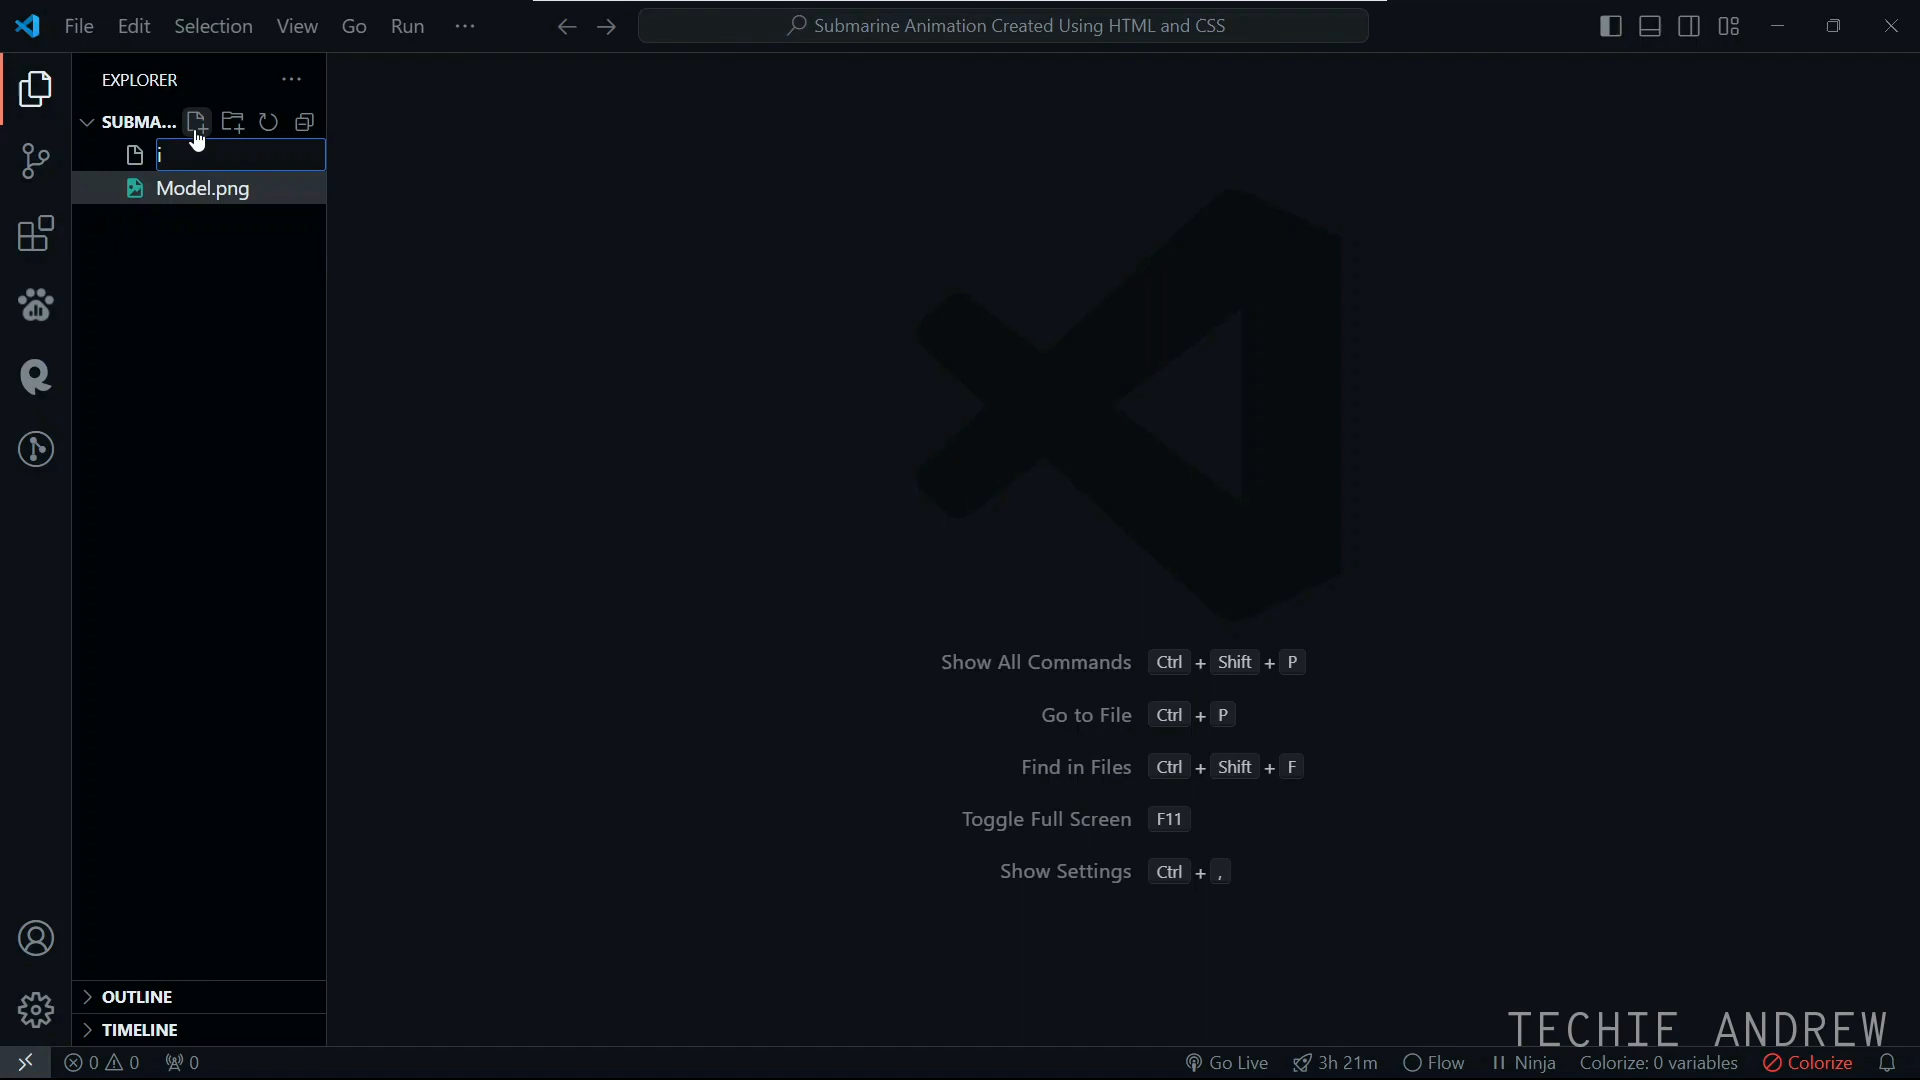 File Edit Selection View Go Run ···
Submarine Animation Created Using HTML and CSS
EXPLORER
SUBMA...
i
Model.png
Show All Commands Ctrl + Shift + P
Go to File Ctrl + P
Find in Files Ctrl + Shift + F
Toggle Full Screen F11
Show Settings Ctrl + ,
OUTLINE
TIMELINE
TECHIE ANDREW
0 0 0 Go Live 3h 21m Flow Ninja Colorize: 0 variables Colorize